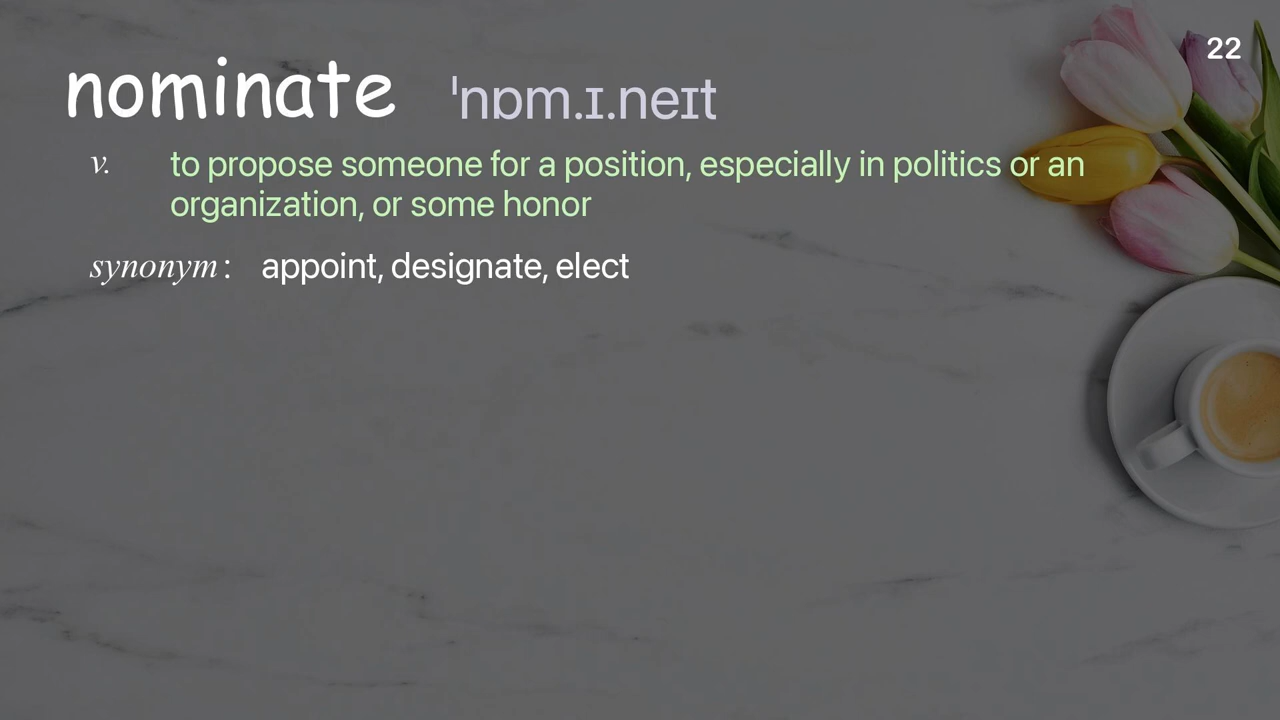 22
nominate ˈnɒm.ɪ.neɪt
v. to propose someone for a position, especially in politics or an
organization, or some honor
synonym : appoint, designate, elect